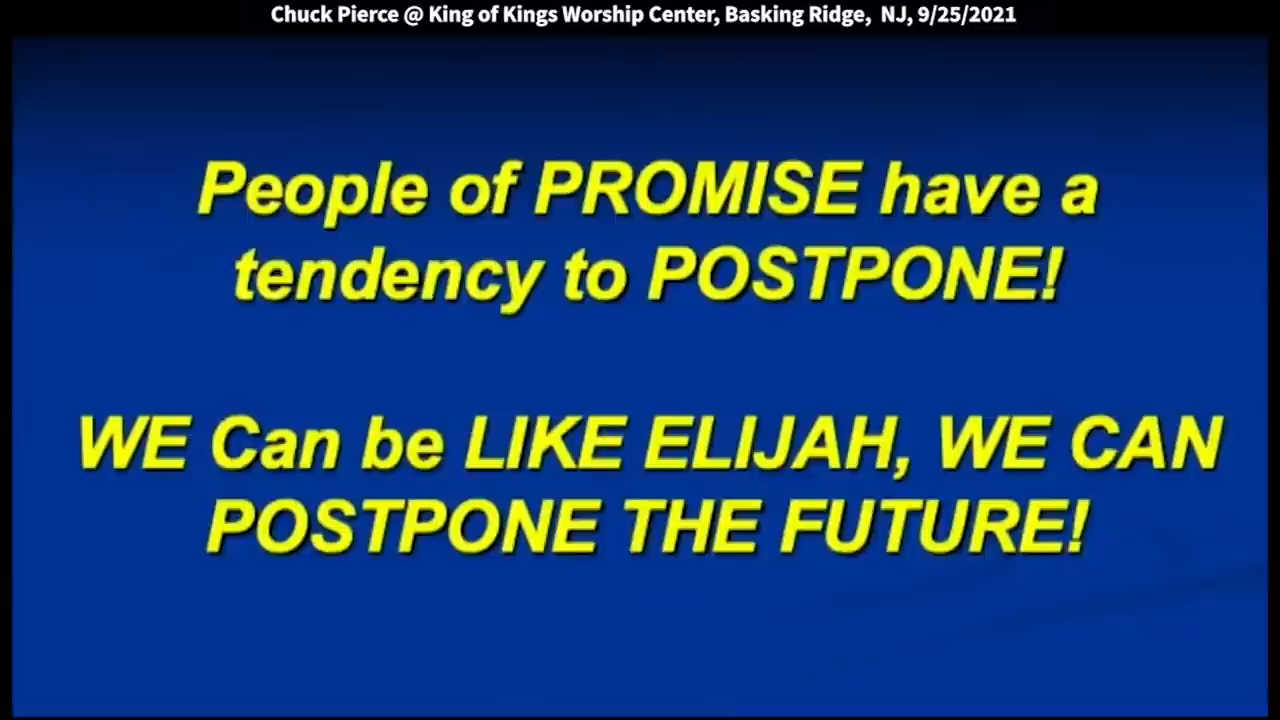 Chuck Pierce @ King of Kings Worship Center, Basking Ridge, NJ, 9/25/2021
People of PROMISE have a
tendency to POSTPONE!
WE Can be LIKE ELIJAH, WE CAN
POSTPONE THE FUTURE!